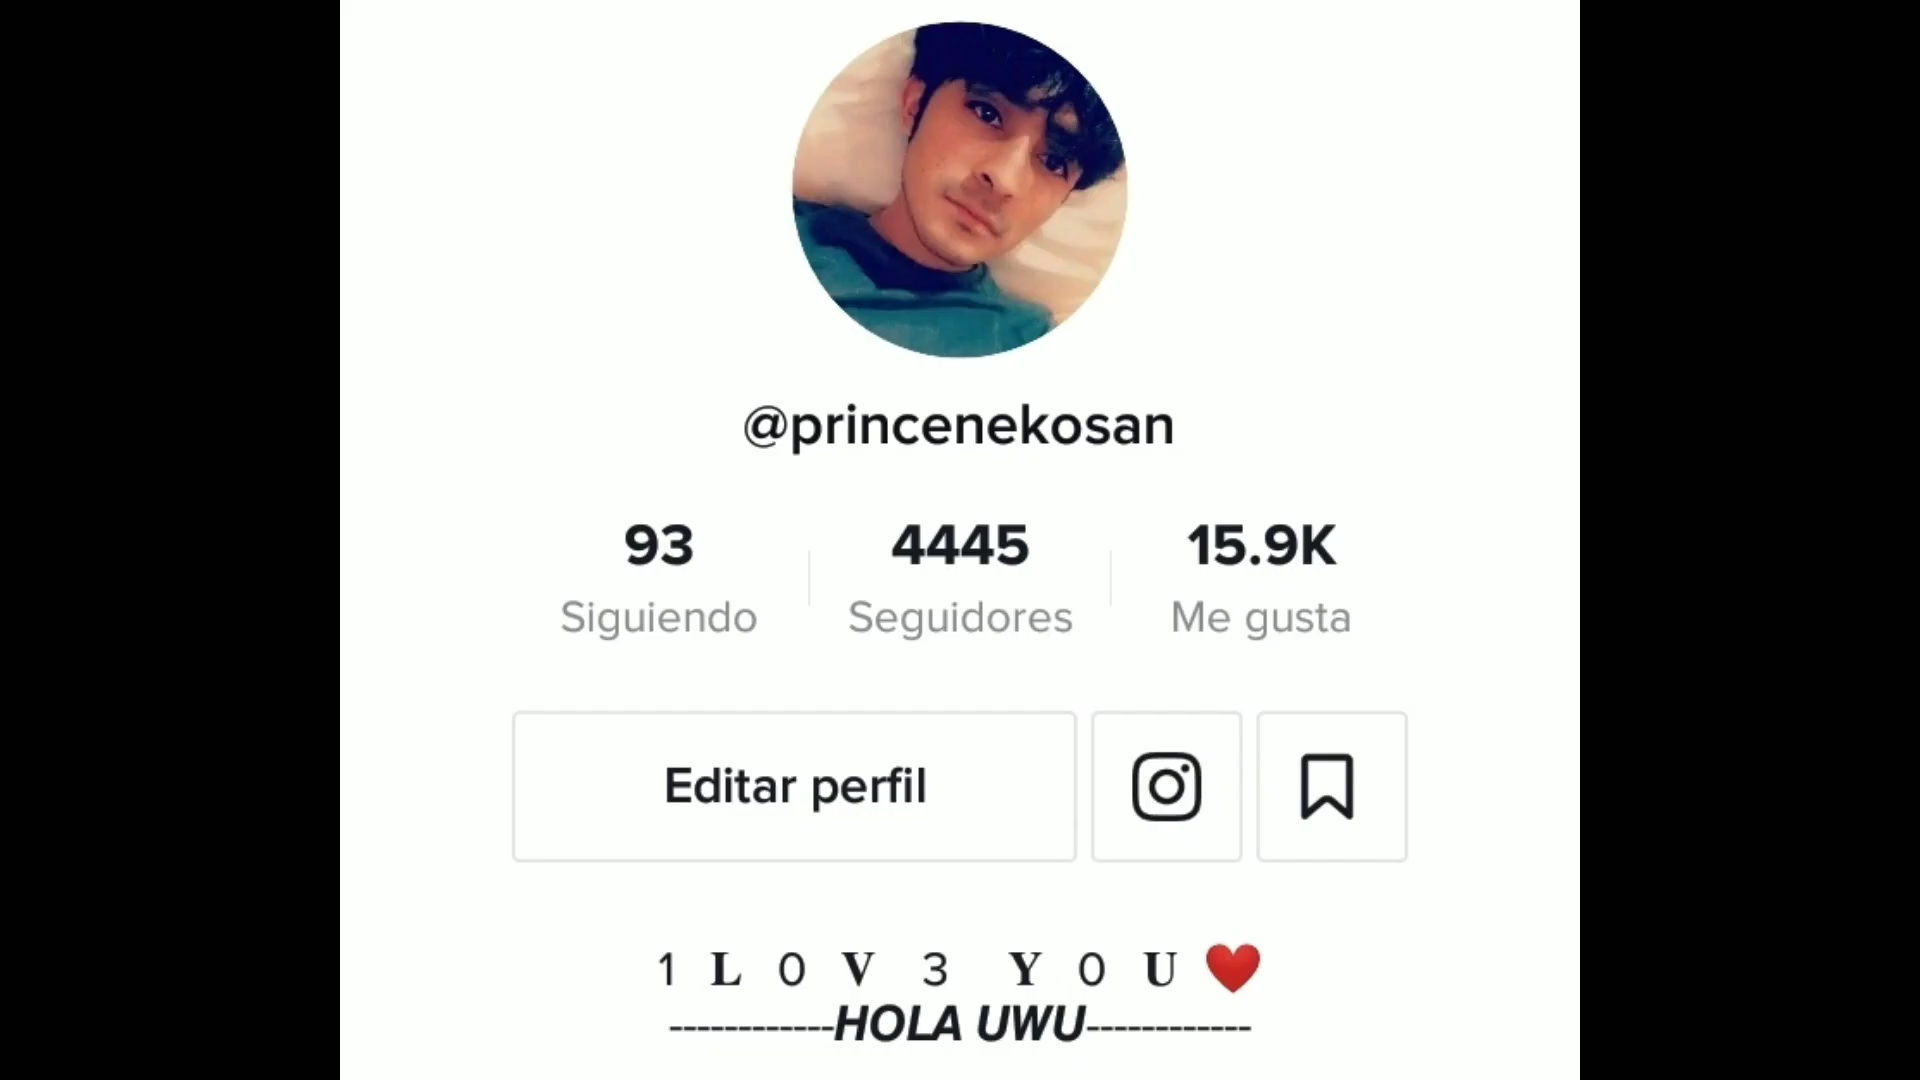 @princenekosan
93 4445 15.9K
Siguiendo Seguidores Me gusta
Editar perfil
1 L 0 V 3 Y 0 U ❤️
------------HOLA UWU------------